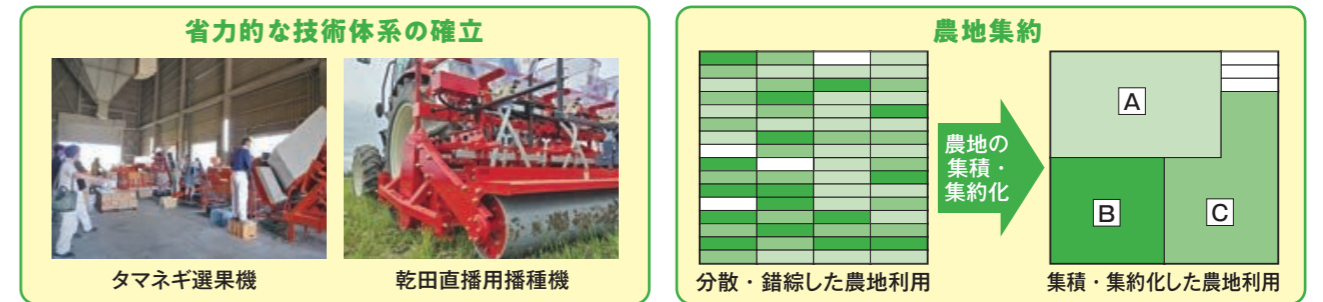 省力的な技術体系の確立
タマネギ選果機
乾田直播用播種機
農地集約
農地の
集積・
集約化
A
B
C
分散・錯綜した農地利用
集積・集約化した農地利用